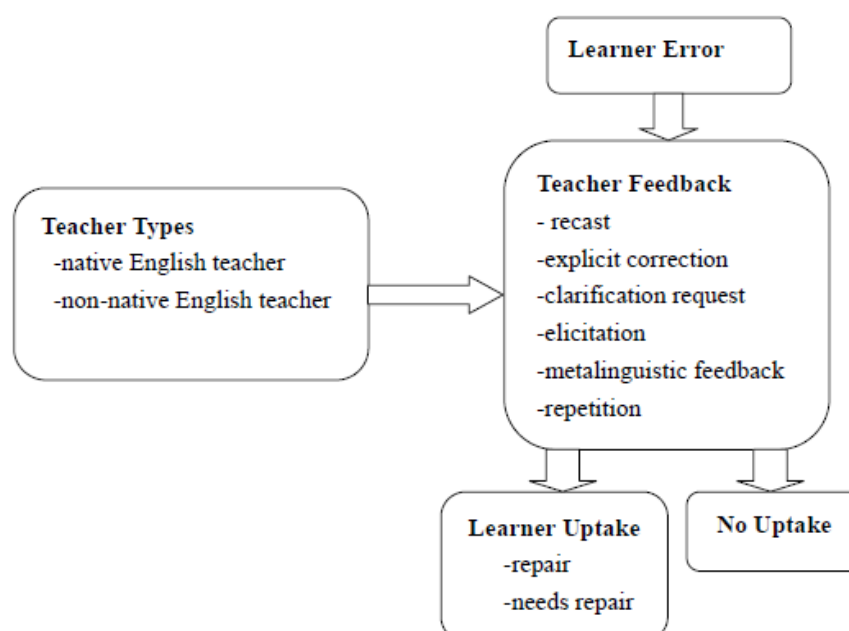 Learner Error
Teacher Types
-native English teacher
-non-native English teacher
Teacher Feedback
- recast
-explicit correction
-clarification request
-elicitation
-metalinguistic feedback
-repetition
Learner Uptake
-repair
-needs repair
No Uptake